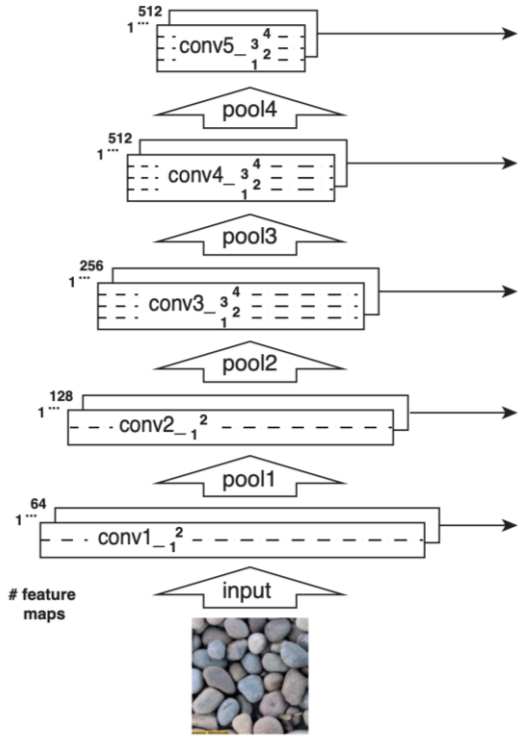 512
1...
conv5_ 1 2 3 4
pool4
512
1...
conv4_ 1 2 3 4
pool3
256
1...
conv3_ 1 2 3 4
pool2
128
1...
conv2_ 1 2
pool1
64
1...
conv1_ 1 2
# feature
maps
input